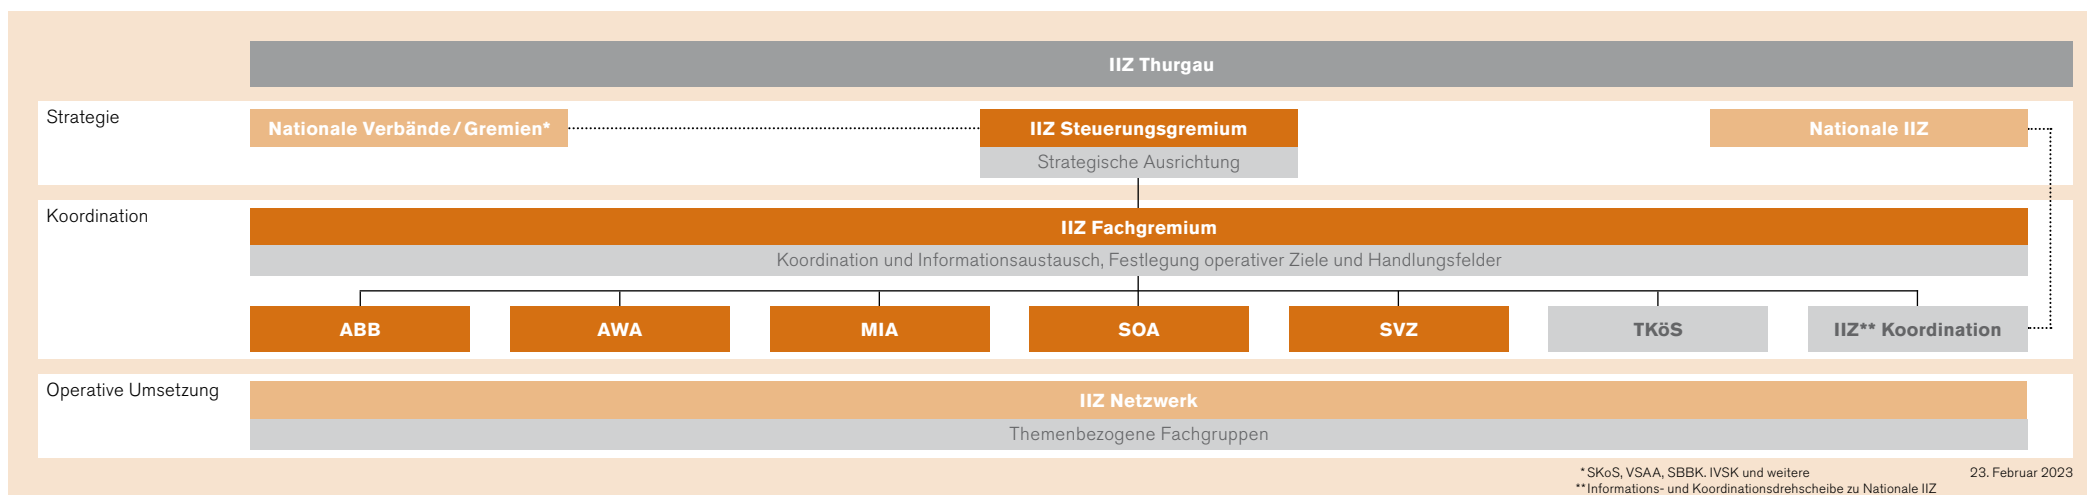 IIZ Thurgau
Strategie
Nationale Verbände / Gremien*
IIZ Steuerungsgremium
Nationale IIZ
Strategische Ausrichtung
Koordination
IIZ Fachgremium
Koordination und Informationsaustausch, Festlegung operativer Ziele und Handlungsfelder
ABB
AWA
MIA
SOA
SVZ
TKöS
IIZ** Koordination
Operative Umsetzung
IIZ Netzwerk
Themenbezogene Fachgruppen
* SKoS, VSAA, SBBK. IVSK und weitere
23. Februar 2023
** Informations- und Koordinationsdrehscheibe zu Nationale IIZ